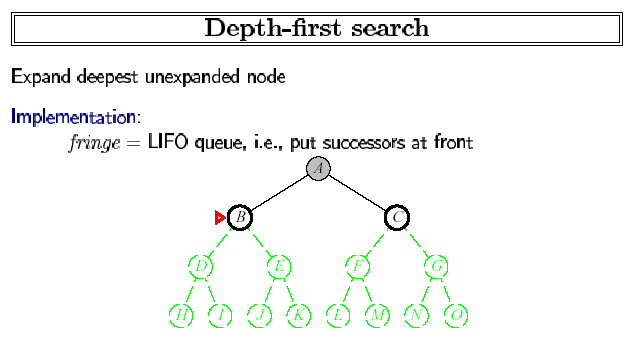 Depth-first search
Expand deepest unexpanded node
Implementation:
fringe = LIFO queue, i.e., put successors at front
A
B C
D E F G
H I J K L M N O